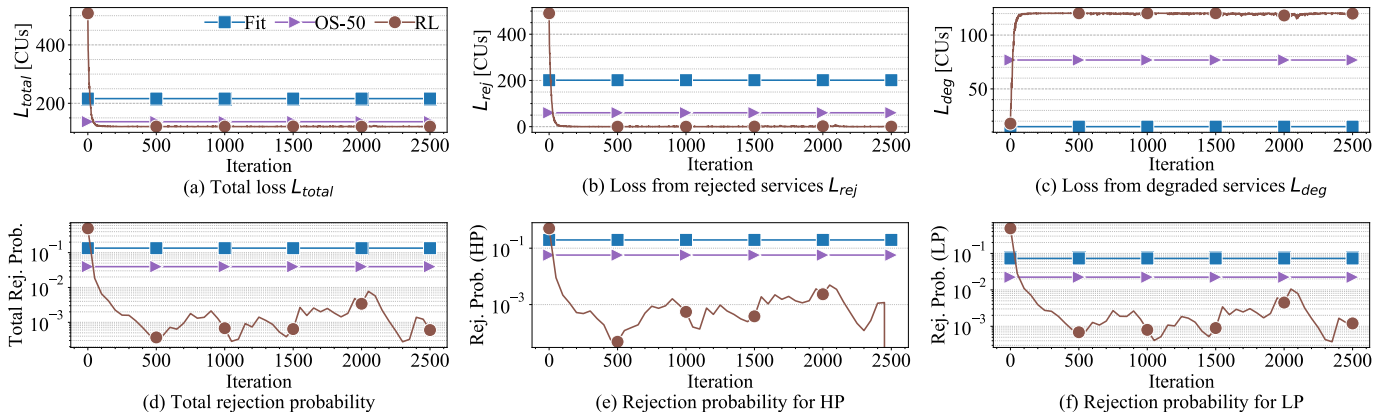 Fit OS-50 RL
L_total [CUs]
400
200
0 500 1000 1500 2000 2500
Iteration
(a) Total loss L_total
L_rej [CUs]
400
200
0
0 500 1000 1500 2000 2500
Iteration
(b) Loss from rejected services L_rej
L_deg [CUs]
100
50
0 500 1000 1500 2000 2500
Iteration
(c) Loss from degraded services L_deg
Total Rej. Prob.
10^-1
10^-2
10^-3
0 500 1000 1500 2000 2500
Iteration
(d) Total rejection probability
Rej. Prob. (HP)
10^-1
10^-3
0 500 1000 1500 2000 2500
Iteration
(e) Rejection probability for HP
Rej. Prob. (LP)
10^-1
10^-2
10^-3
0 500 1000 1500 2000 2500
Iteration
(f) Rejection probability for LP